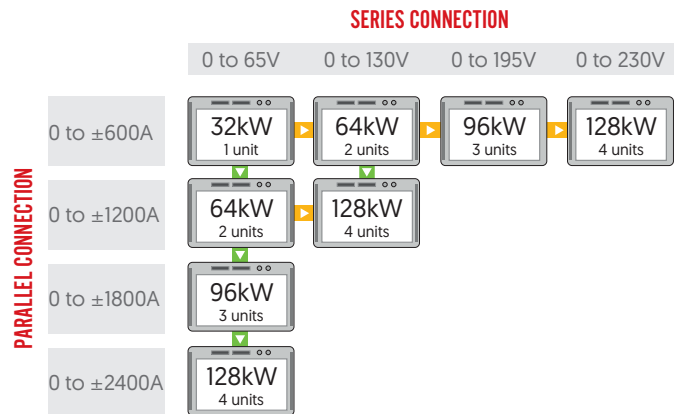 SERIES CONNECTION
0 to 65V 0 to 130V 0 to 195V 0 to 230V
PARALLEL CONNECTION
0 to ±600A
32kW
1 unit
64kW
2 units
96kW
3 units
128kW
4 units
0 to ±1200A
64kW
2 units
128kW
4 units
0 to ±1800A
96kW
3 units
0 to ±2400A
128kW
4 units